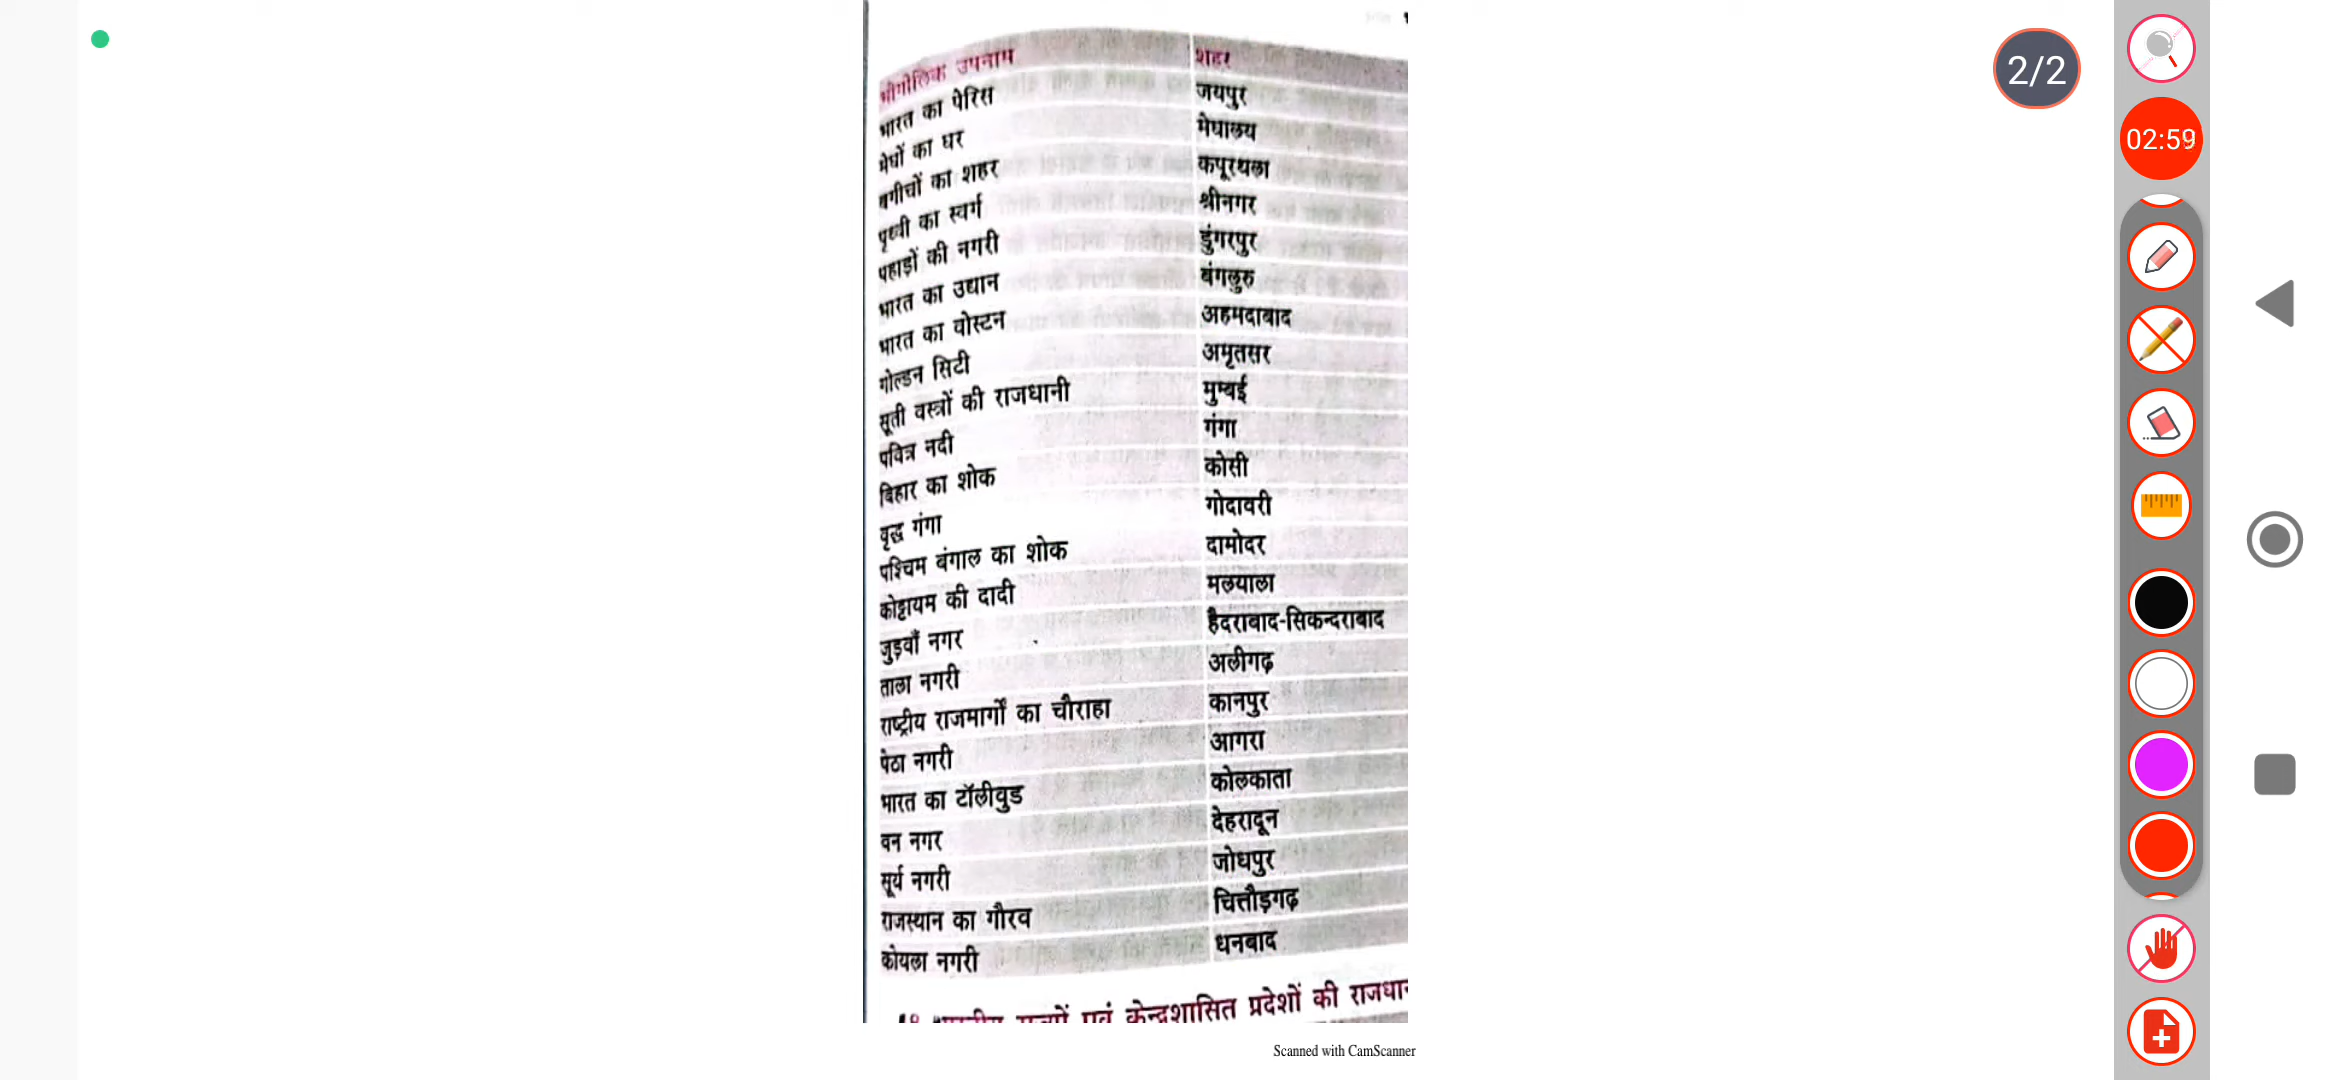 2/2
02:59
भौगोलिक उपनाम शहर
भारत का पेरिस जयपुर
मेघों का घर मेघालय
बगीचों का शहर कपूरथला
पृथ्वी का स्वर्ग श्रीनगर
पहाड़ों की नगरी डुंगरपुर
भारत का उद्यान बंगलुरु
भारत का वोस्टन अहमदाबाद
गोल्डन सिटी अमृतसर
सूती वस्त्रों की राजधानी मुम्बई
पवित्र नदी गंगा
बिहार का शोक कोसी
वृद्ध गंगा गोदावरी
पश्चिम बंगाल का शोक दामोदर
कोट्टायम की दादी मलयाला
जुड़वाँ नगर हैदराबाद-सिकन्दराबाद
ताला नगरी अलीगढ़
राष्ट्रीय राजमार्गों का चौराहा कानपुर
पेठा नगरी आगरा
भारत का टॉलीवुड कोलकाता
वन नगर देहरादून
सूर्य नगरी जोधपुर
राजस्थान का गौरव चित्तौड़गढ़
कोयला नगरी धनबाद
एवं केन्द्रशासित प्रदेशों की
Scanned with CamScanner